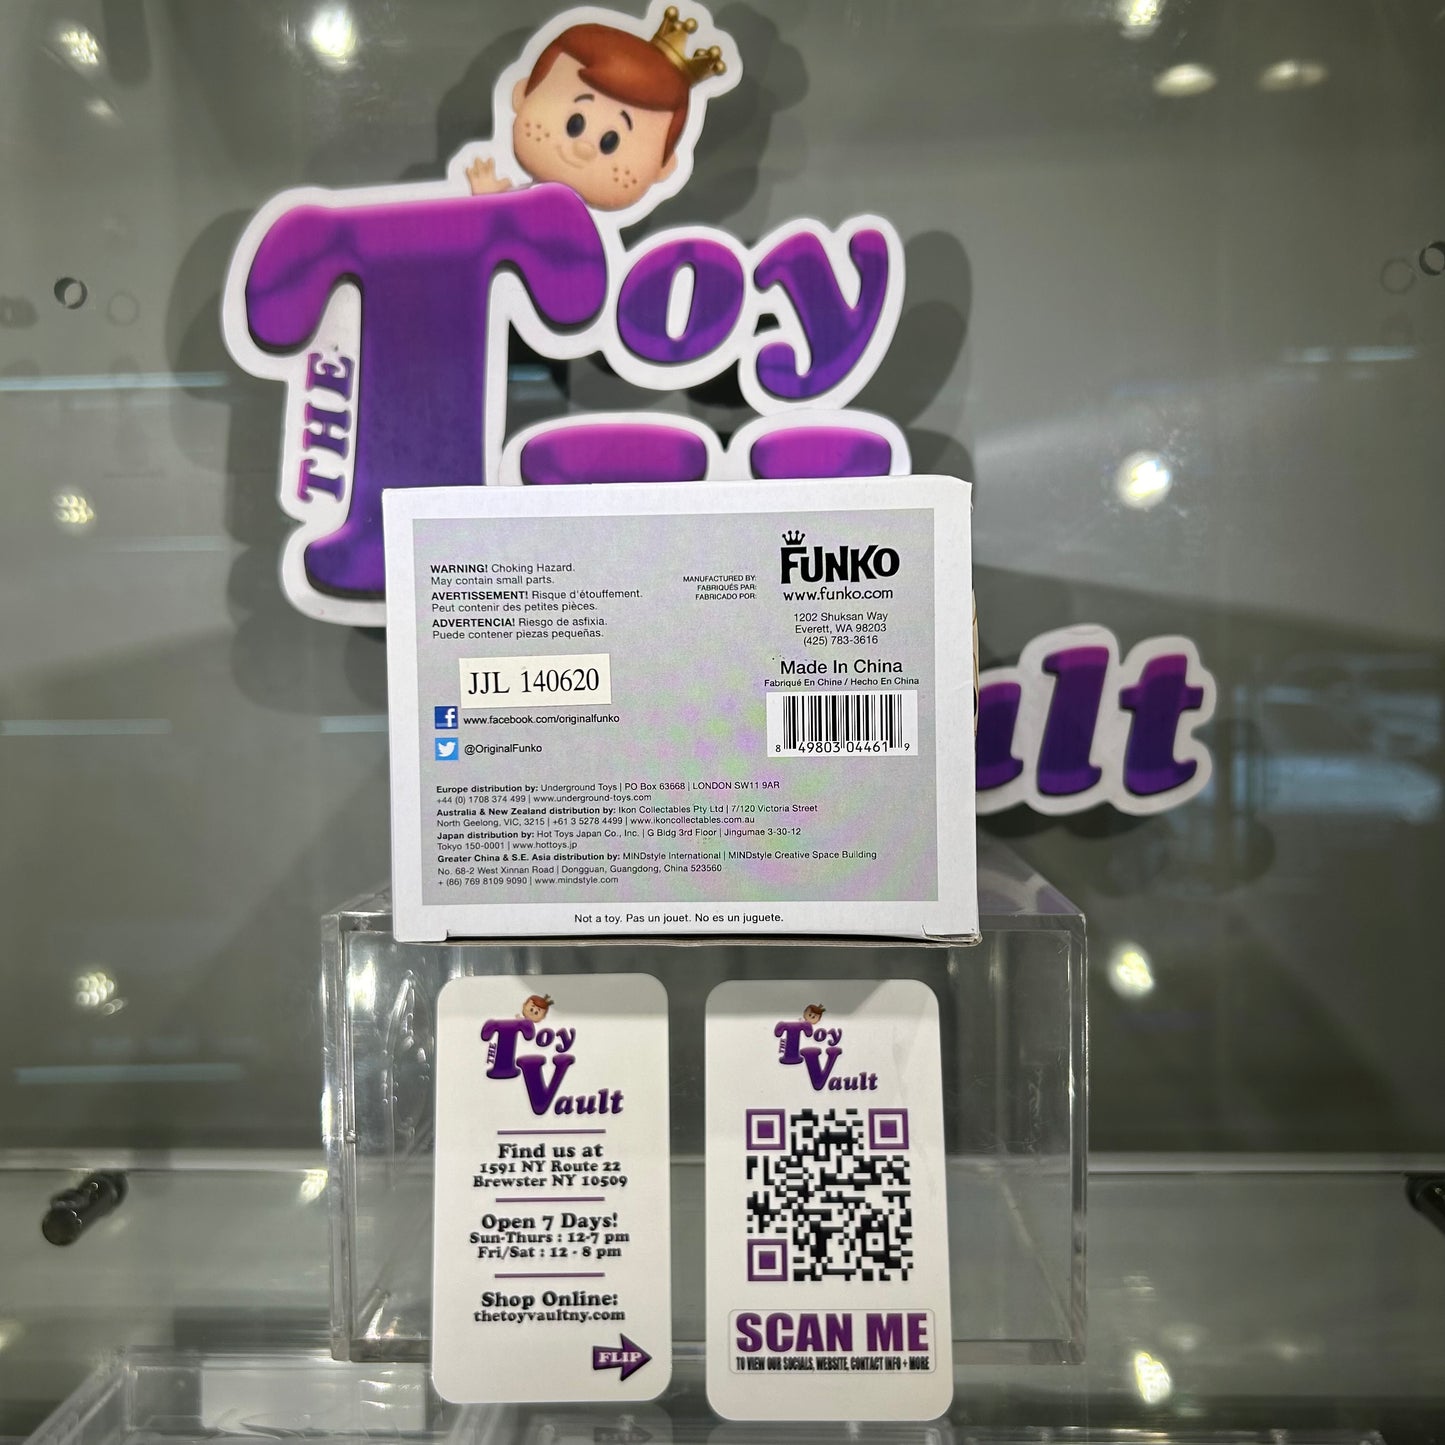 THE Toy
ault
WARNING! Choking Hazard.
May contain small parts.
AVERTISSEMENT! Risque d'étouffement.
Peut contenir des petites pièces.
ADVERTENCIA! Riesgo de asfixia.
Puede contener piezas pequeñas.
MANUFACTURED BY:
FABRIQUÉS PAR:
FABRICADO POR:
FUNKO
www.funko.com
1202 Shuksan Way
Everett, WA 98203
(425) 783-3616
Made In China
Fabriqué En Chine / Hecho En China
JJL 140620
www.facebook.com/originalfunko
@OriginalFunko
8 49803 04461 9
Europe distribution by: Underground Toys | PO Box 63668 | LONDON SW11 9AR
+44 (0) 1708 374 499 | www.underground-toys.com
Australia & New Zealand distribution by: Ikon Collectables Pty Ltd | 7/120 Victoria Street
North Geelong, VIC, 3215 | +61 3 5278 4499 | www.ikoncollectables.com.au
Japan distribution by: Hot Toys Japan Co., Inc. | G Bldg 3rd Floor | Jingumae 3-30-12
Tokyo 150-0001 | www.hottoys.jp
Greater China & S.E. Asia distribution by: MINDstyle International | MINDstyle Creative Space Building
No. 68-2 West Xinnan Road | Dongguan, Guangdong, China 523560
+ (86) 769 8109 9090 | www.mindstyle.com
Not a toy. Pas un jouet. No es un juguete.
THE Toy
Vault
Find us at
1591 NY Route 22
Brewster NY 10509
Open 7 Days!
Sun-Thurs : 12-7 pm
Fri/Sat : 12 - 8 pm
Shop Online:
thetoyvaultny.com
FLIP
THE Toy
Vault
SCAN ME
TO VIEW OUR SOCIALS, WEBSITE, CONTACT INFO + MORE